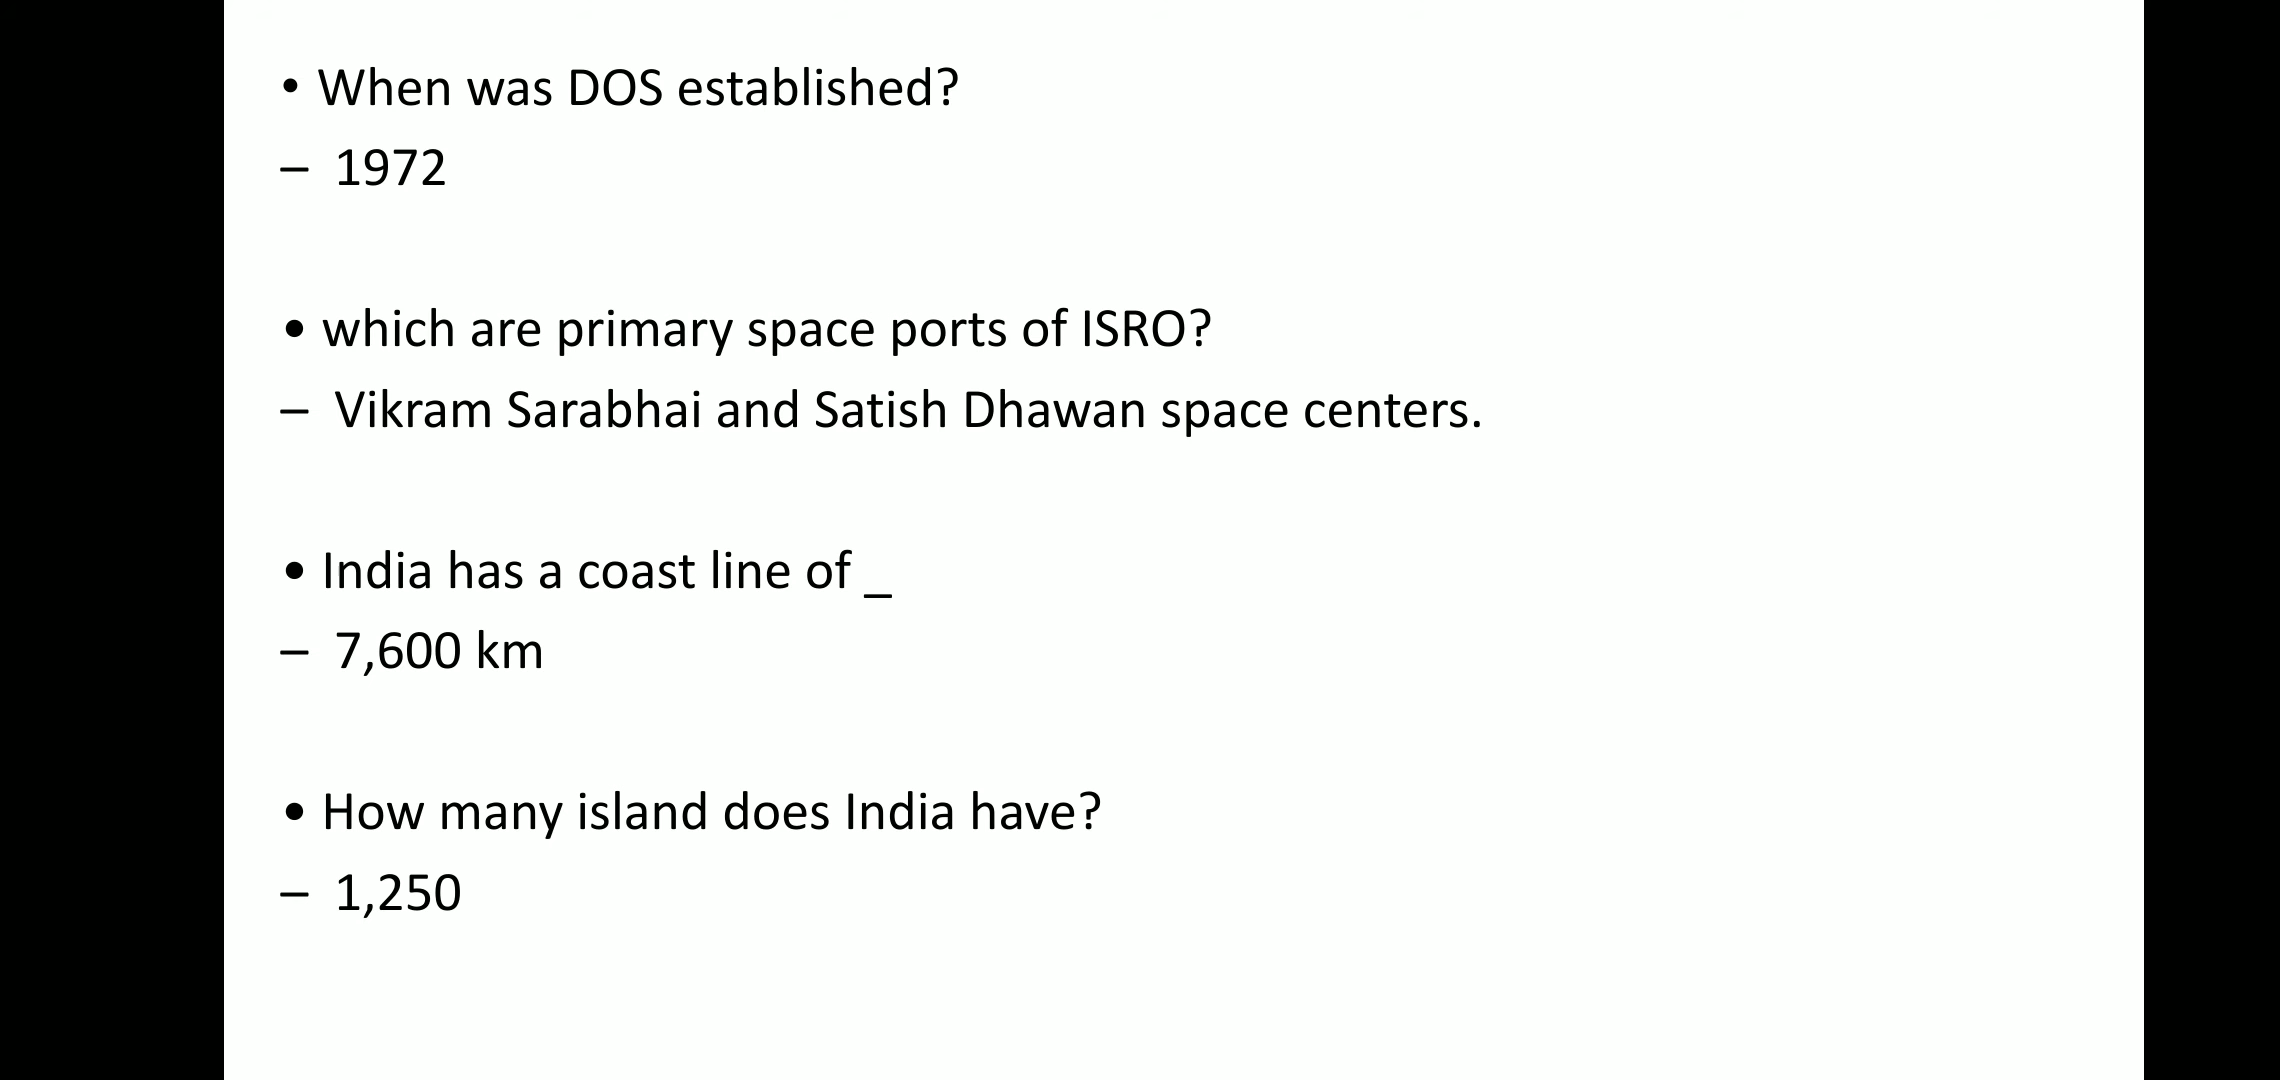 • When was DOS established?
– 1972
• which are primary space ports of ISRO?
– Vikram Sarabhai and Satish Dhawan space centers.
• India has a coast line of _
– 7,600 km
• How many island does India have?
– 1,250